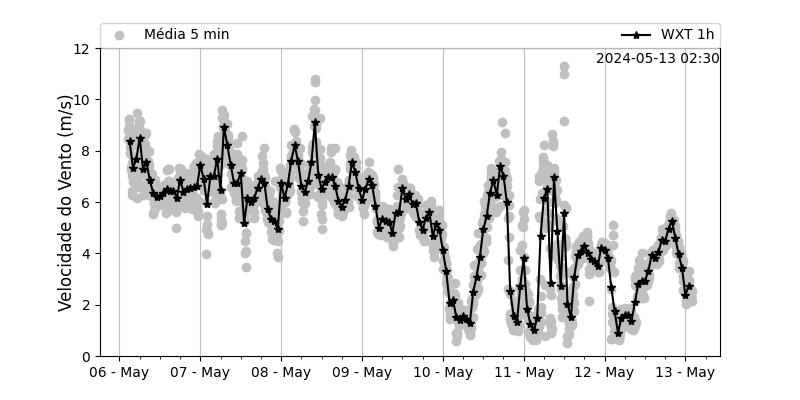 Média 5 min
WXT 1h
2024-05-13 02:30
Velocidade do Vento (m/s)
12
10
8
6
4
2
0
06 - May
07 - May
08 - May
09 - May
10 - May
11 - May
12 - May
13 - May